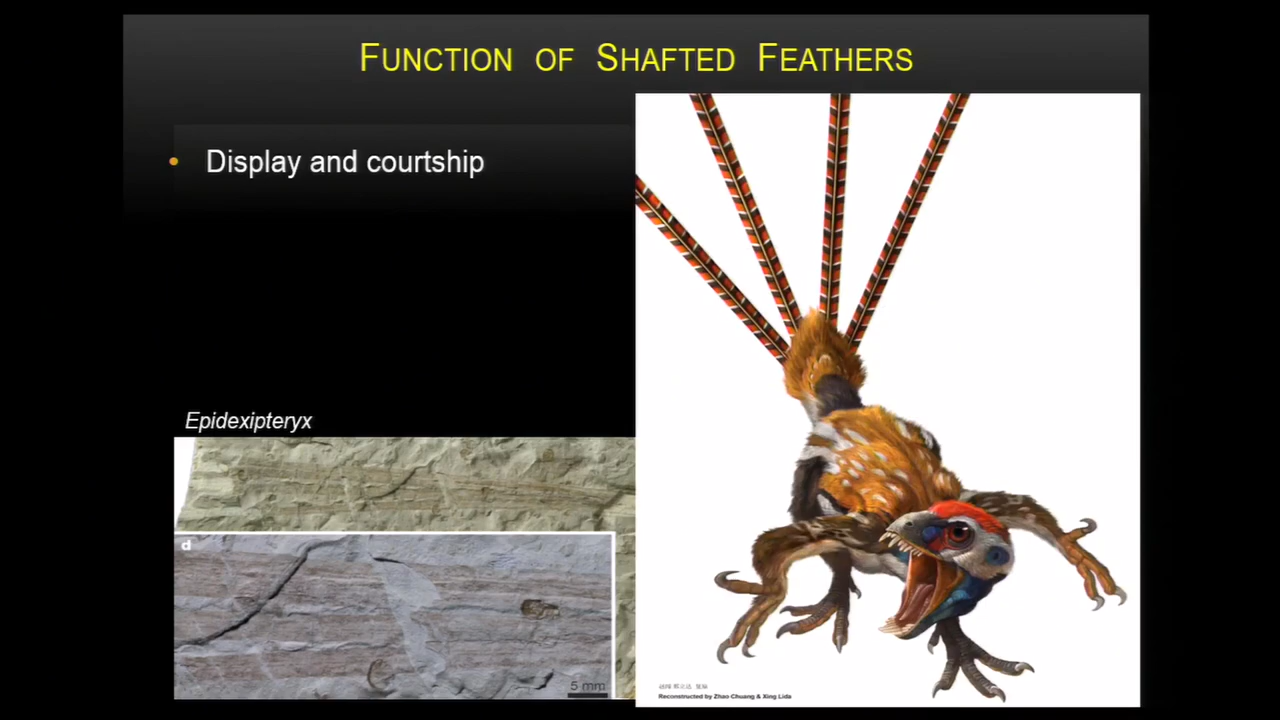 FUNCTION OF SHAFTED FEATHERS
• Display and courtship
Epidexipteryx
d
5 mm
Reconstructed by Zhao Chuang & Xing Lida